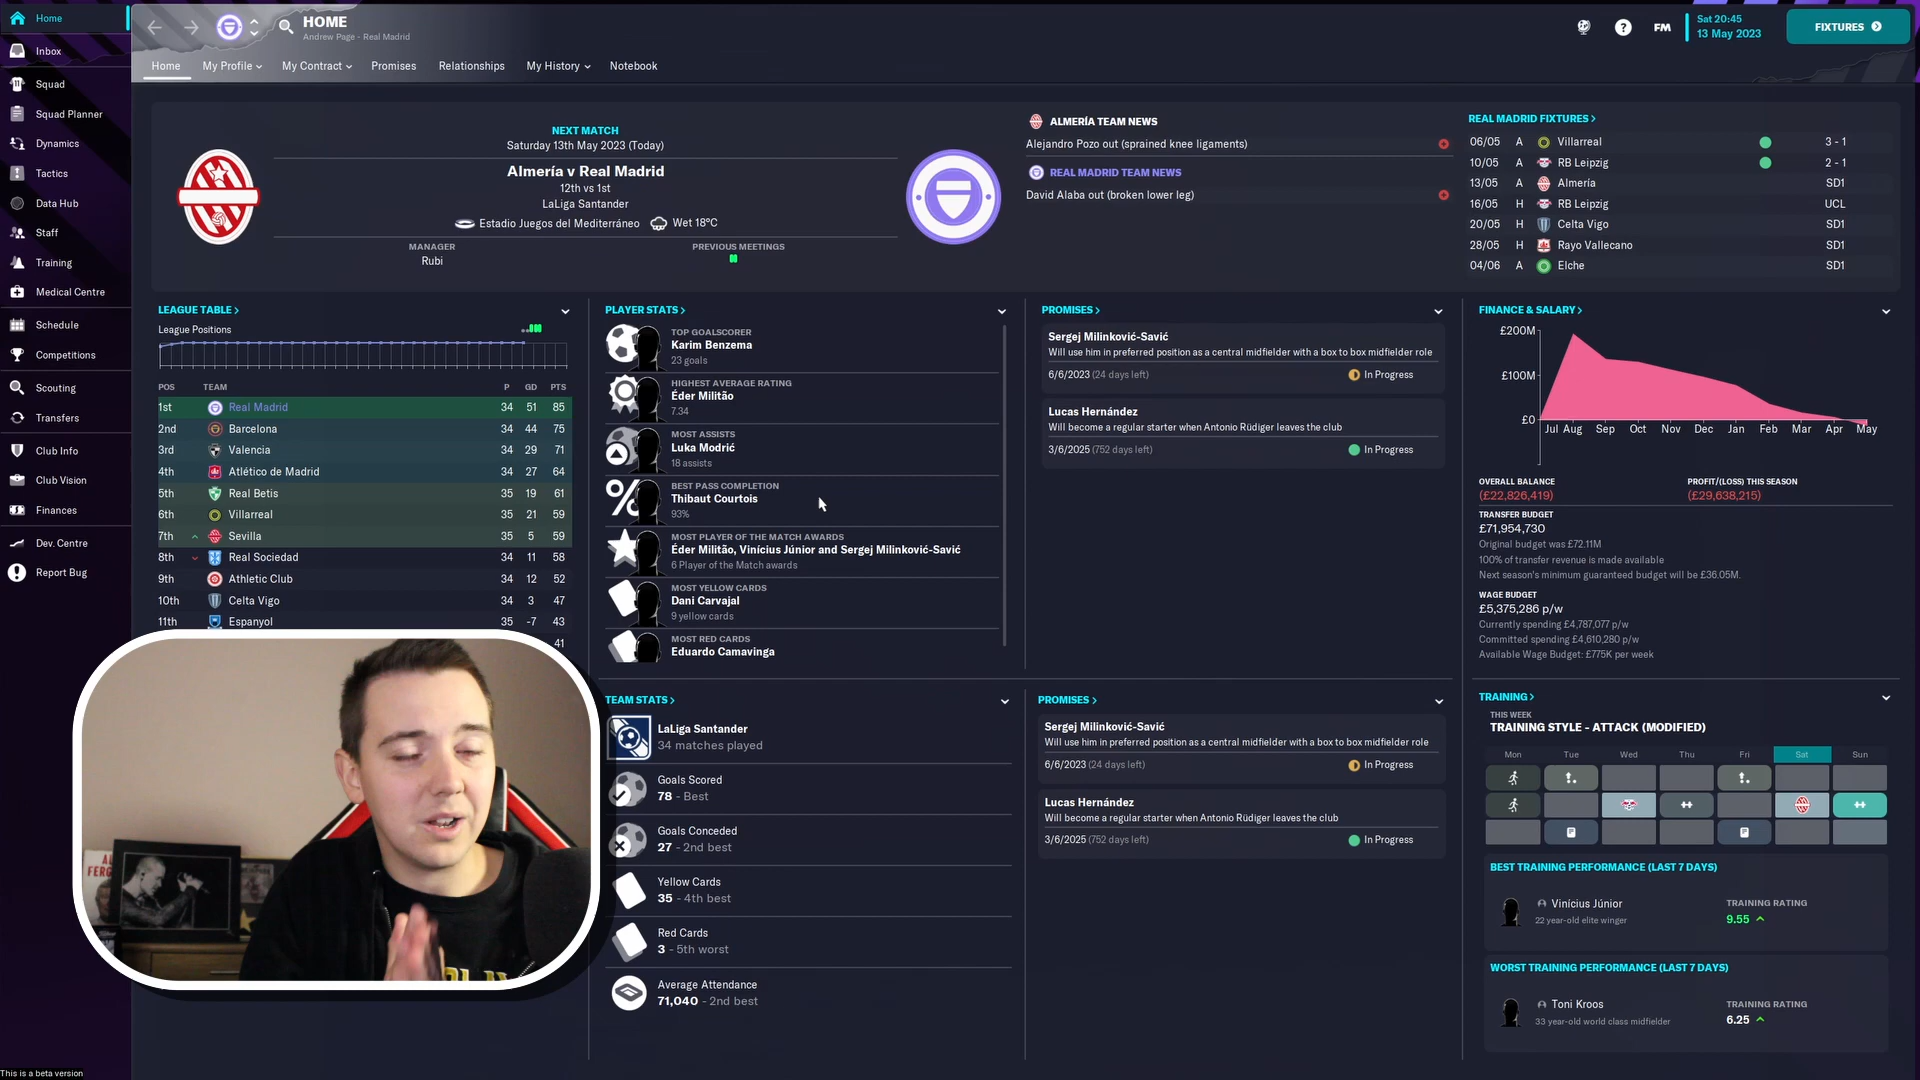 Home
Inbox
Squad
Squad Planner
Dynamics
Tactics
Data Hub
Staff
Training
Medical Centre
Schedule
Competitions
Scouting
Transfers
Club Info
Club Vision
Finances
Dev. Centre
Report Bug
HOME
Andrew Page - Real Madrid
? FM
Sat 20:45
13 May 2023
FIXTURES
Home My Profile My Contract Promises Relationships My History Notebook
NEXT MATCH
Saturday 13th May 2023 (Today)
Almería v Real Madrid
12th vs 1st
LaLiga Santander
Estadio Juegos del Mediterráneo Wet 18°C
MANAGER
Rubi
PREVIOUS MEETINGS
ALMERÍA TEAM NEWS
Alejandro Pozo out (sprained knee ligaments)
REAL MADRID TEAM NEWS
David Alaba out (broken lower leg)
REAL MADRID FIXTURES >
06/05 A Villarreal 3 - 1
10/05 A RB Leipzig 2 - 1
13/05 A Almería SD1
16/05 H RB Leipzig UCL
20/05 H Celta Vigo SD1
28/05 H Rayo Vallecano SD1
04/06 A Elche SD1
LEAGUE TABLE >
League Positions
POS TEAM P GD PTS
1st Real Madrid 34 51 85
2nd Barcelona 34 44 75
3rd Valencia 34 29 71
4th Atlético de Madrid 34 27 64
5th Real Betis 35 19 61
6th Villarreal 35 21 59
7th Sevilla 35 5 59
8th Real Sociedad 34 11 58
9th Athletic Club 34 12 52
10th Celta Vigo 34 3 47
11th Espanyol 35 -7 43
41
PLAYER STATS >
TOP GOALSCORER
Karim Benzema
23 goals
HIGHEST AVERAGE RATING
Éder Militão
7.34
MOST ASSISTS
Luka Modrić
18 assists
BEST PASS COMPLETION
Thibaut Courtois
93%
MOST PLAYER OF THE MATCH AWARDS
Éder Militão, Vinícius Júnior and Sergej Milinković-Savić
6 Player of the Match awards
MOST YELLOW CARDS
Dani Carvajal
9 yellow cards
MOST RED CARDS
Eduardo Camavinga
PROMISES >
Sergej Milinković-Savić
Will use him in preferred position as a central midfielder with a box to box midfielder role
6/6/2023 (24 days left) In Progress
Lucas Hernández
Will become a regular starter when Antonio Rüdiger leaves the club
3/6/2025 (752 days left) In Progress
FINANCE & SALARY >
£200M
£100M
£0
Jul Aug Sep Oct Nov Dec Jan Feb Mar Apr May
OVERALL BALANCE
(£22,826,419)
PROFIT/(LOSS) THIS SEASON
(£29,638,215)
TRANSFER BUDGET
£71,954,730
Original budget was £72.11M
100% of transfer revenue is made available
Next season's minimum guaranteed budget will be £36.05M.
WAGE BUDGET
£5,375,286 p/w
Currently spending £4,787,077 p/w
Committed spending £4,610,280 p/w
Available Wage Budget: £775K per week
TEAM STATS >
LaLiga Santander
34 matches played
Goals Scored
78 - Best
Goals Conceded
27 - 2nd best
Yellow Cards
35 - 4th best
Red Cards
3 - 5th worst
Average Attendance
71,040 - 2nd best
PROMISES >
Sergej Milinković-Savić
Will use him in preferred position as a central midfielder with a box to box midfielder role
6/6/2023 (24 days left) In Progress
Lucas Hernández
Will become a regular starter when Antonio Rüdiger leaves the club
3/6/2025 (752 days left) In Progress
TRAINING >
THIS WEEK
TRAINING STYLE - ATTACK (MODIFIED)
Mon Tue Wed Thu Fri Sat Sun
BEST TRAINING PERFORMANCE (LAST 7 DAYS)
Vinícius Júnior
22 year-old elite winger
TRAINING RATING
9.55
WORST TRAINING PERFORMANCE (LAST 7 DAYS)
Toni Kroos
33 year-old world class midfielder
TRAINING RATING
6.25
This is a beta version